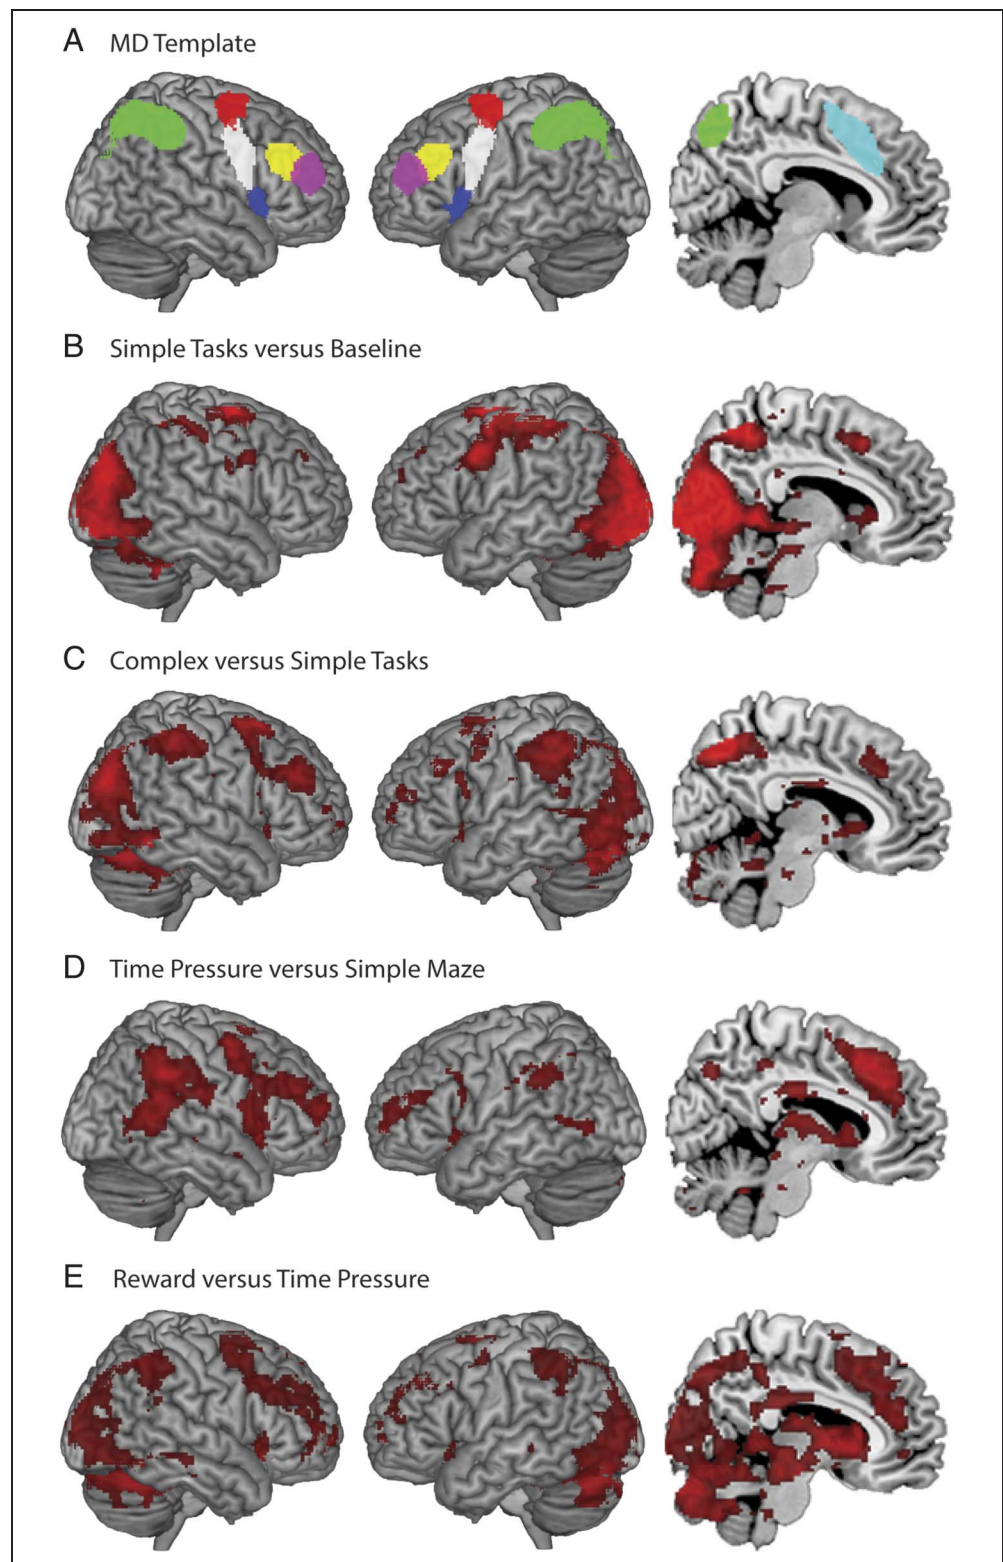 A MD Template
B Simple Tasks versus Baseline
C Complex versus Simple Tasks
D Time Pressure versus Simple Maze
E Reward versus Time Pressure